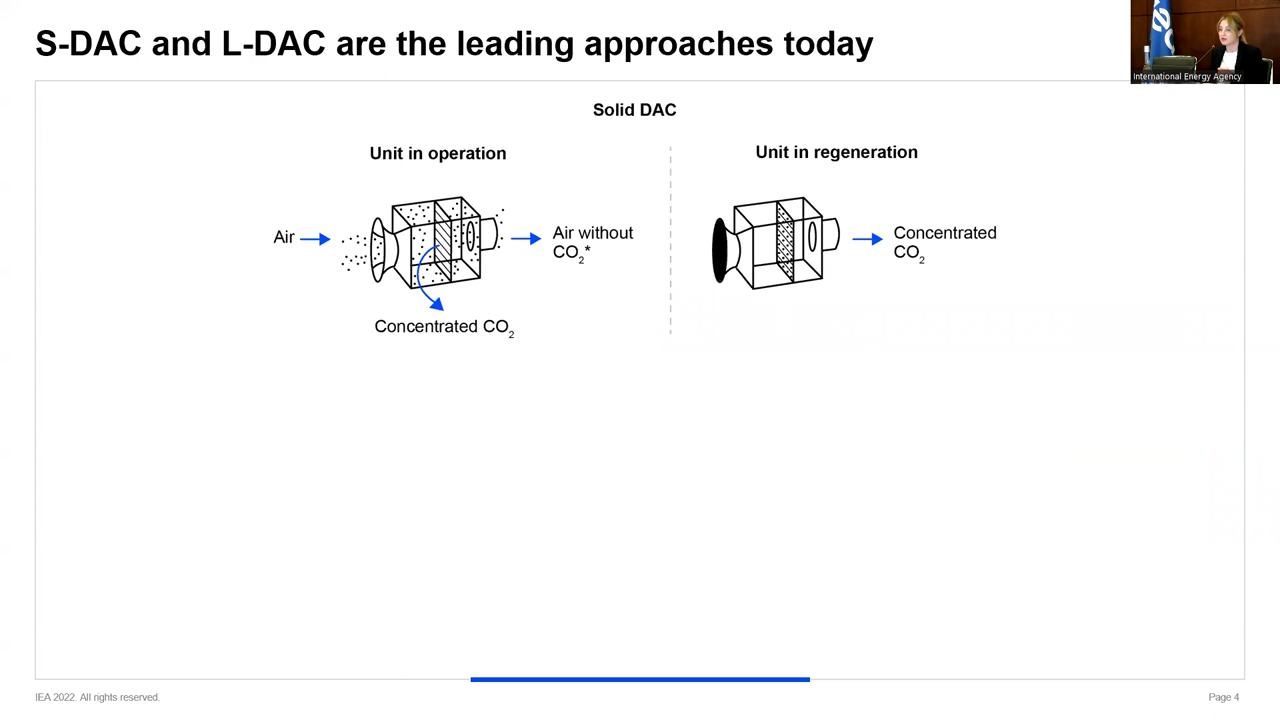 S-DAC and L-DAC are the leading approaches today
International Energy Agency
Solid DAC
Unit in operation
Unit in regeneration
Air
Air without
CO₂*
Concentrated CO₂
Concentrated
CO₂
IEA 2022. All rights reserved.
Page 4